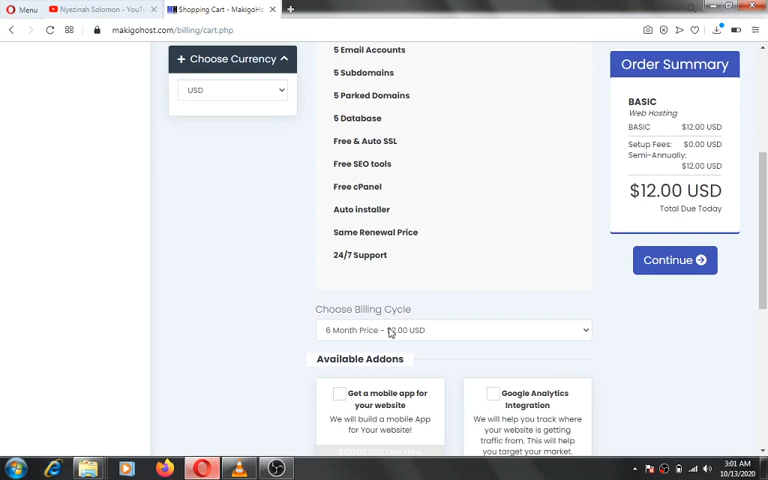 Menu
Nyezinah Solomon - YouT
Shopping Cart - MakigoHo
makigohost.com/billing/cart.php
Choose Currency
USD
5 Email Accounts
5 Subdomains
5 Parked Domains
5 Database
Free & Auto SSL
Free SEO tools
Free cPanel
Auto installer
Same Renewal Price
24/7 Support
Choose Billing Cycle
6 Month Price - .00 USD
Available Addons
Get a mobile app for
your website
We will build a mobile App
for Your website!
Google Analytics
Integration
We will help you track where
your website is getting
traffic from. This will help
you target your market.
Order Summary
BASIC
Web Hosting
BASIC $12.00 USD
Setup Fees: $0.00 USD
Semi-Annually:
$12.00 USD
$12.00 USD
Total Due Today
Continue
3:01 AM
10/13/2020